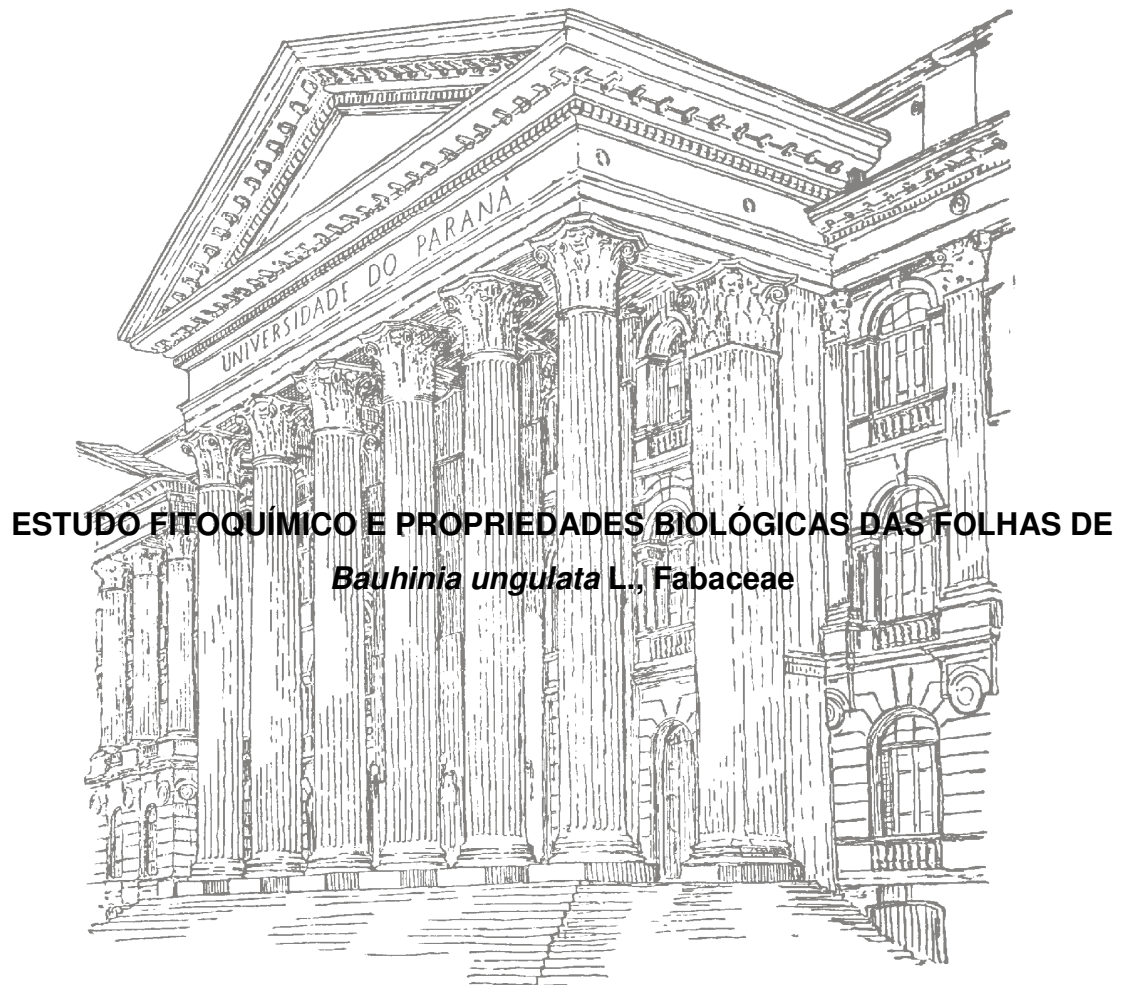 UNIVERSIDADE DO PARANÁ
ESTUDO FITOQUÍMICO E PROPRIEDADES BIOLÓGICAS DAS FOLHAS DE
Bauhinia ungulata L., Fabaceae